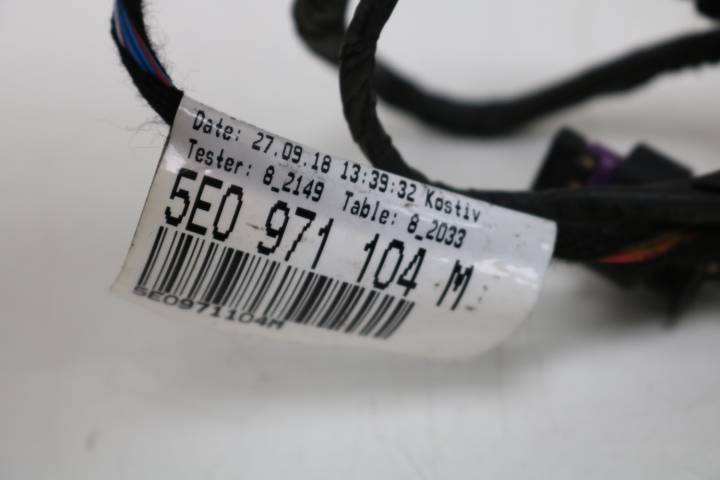 Date: 27.09.18 13:39:32 Kostiv
Tester: 8_2149 Table: 8_2033
5E0 971 104 M
5E0971104M